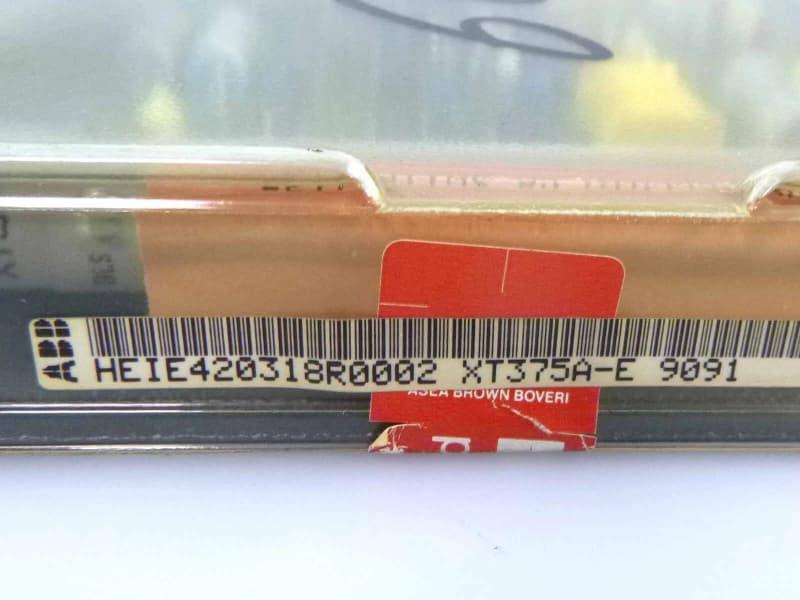 ABB
HEIE420318R0002 XT375A-E 9091
ASEA BROWN BOVERI